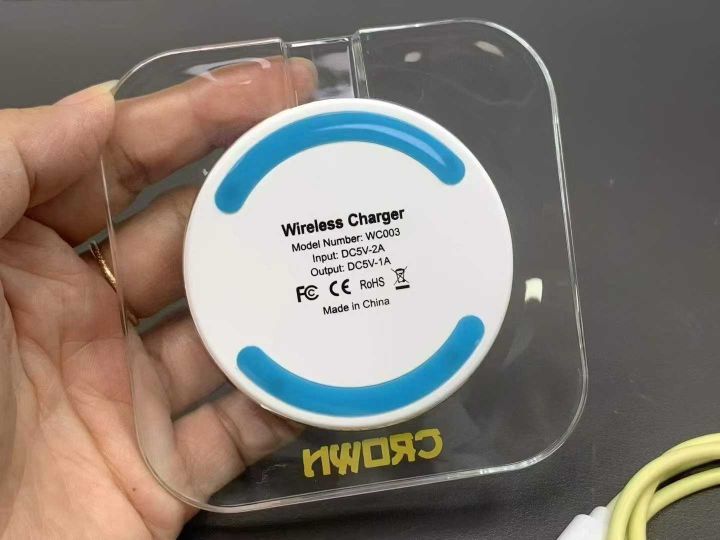 Wireless Charger
Model Number: WC003
Input: DC5V-2A
Output: DC5V-1A
FC CE RoHS
Made in China
CROWN